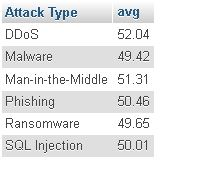 Attack Type avg
DDoS 52.04
Malware 49.42
Man-in-the-Middle 51.31
Phishing 50.46
Ransomware 49.65
SQL Injection 50.01